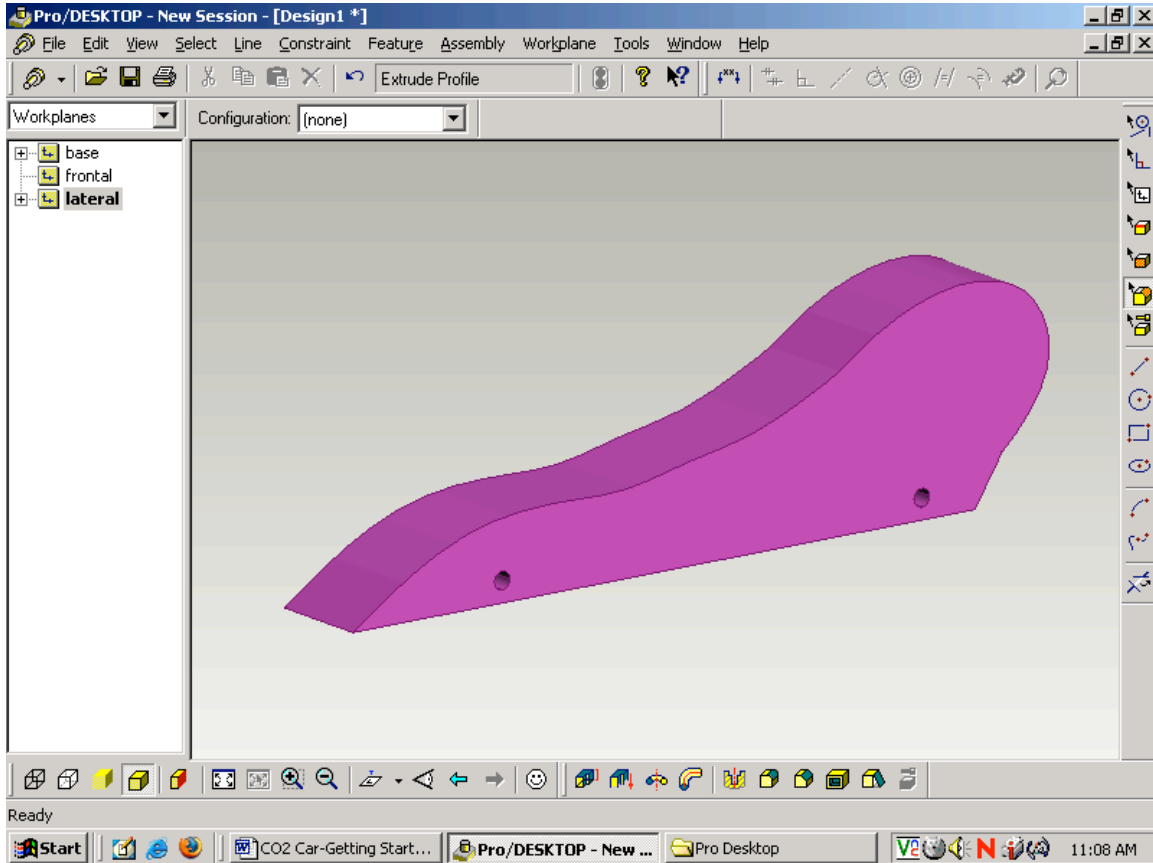 Pro/DESKTOP - New Session - [Design1 *]
File Edit View Select Line Constraint Feature Assembly Workplane Tools Window Help
Extrude Profile
Workplanes Configuration: (none)
base
frontal
lateral
Ready
Start CO2 Car-Getting Start... Pro/DESKTOP - New ... Pro Desktop 11:08 AM